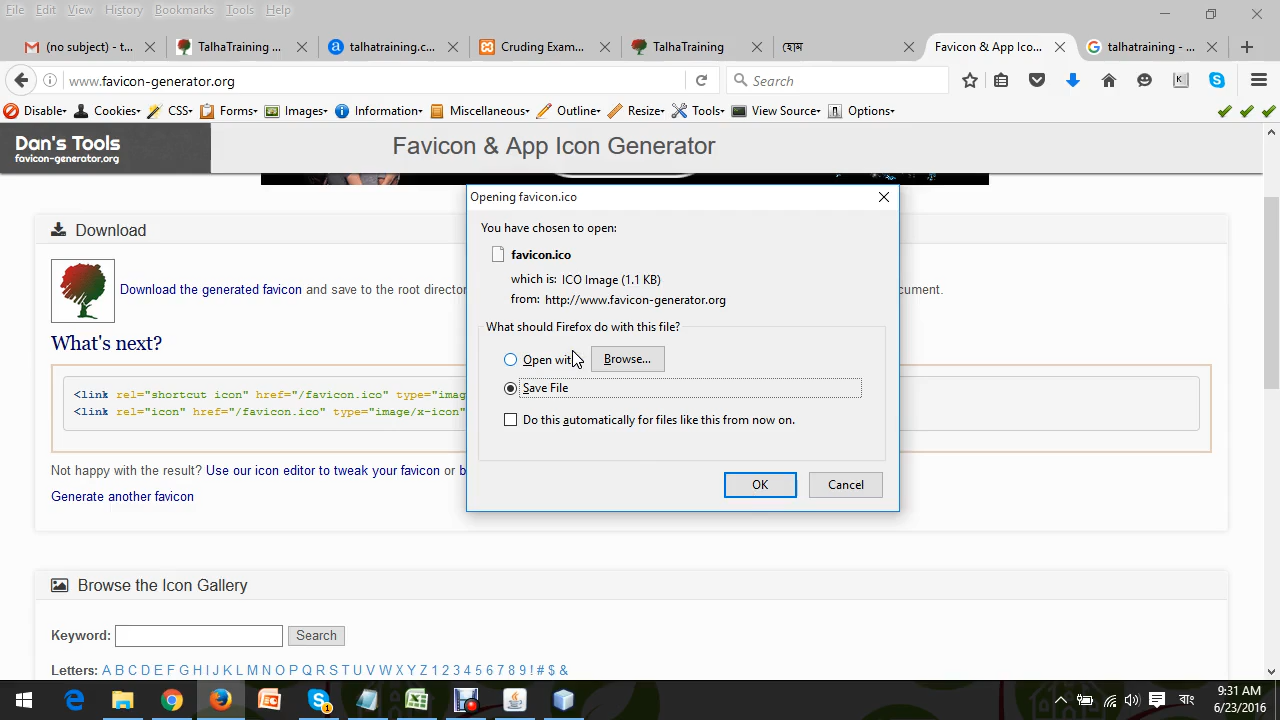 File Edit View History Bookmarks Tools Help
(no subject) - t... TalhaTraining ... talhatraining.c... Cruding Exam... TalhaTraining হোম Favicon & App Ico... talhatraining - ...
www.favicon-generator.org Search
Disable Cookies CSS Forms Images Information Miscellaneous Outline Resize Tools View Source Options
Dan's Tools
favicon-generator.org
Favicon & App Icon Generator
Download
Download the generated favicon and save to the root director
cument.
What's next?
<link rel="shortcut icon" href="/favicon.ico" type="imag
<link rel="icon" href="/favicon.ico" type="image/x-icon"
Not happy with the result? Use our icon editor to tweak your favicon or b
Generate another favicon
Opening favicon.ico
You have chosen to open:
favicon.ico
which is: ICO Image (1.1 KB)
from: http://www.favicon-generator.org
What should Firefox do with this file?
Open wit Browse...
Save File
Do this automatically for files like this from now on.
OK Cancel
Browse the Icon Gallery
Keyword: Search
Letters: A B C D E F G H I J K L M N O P Q R S T U V W X Y Z 1 2 3 4 5 6 7 8 9 ! # $ &
বাং
9:31 AM
6/23/2016